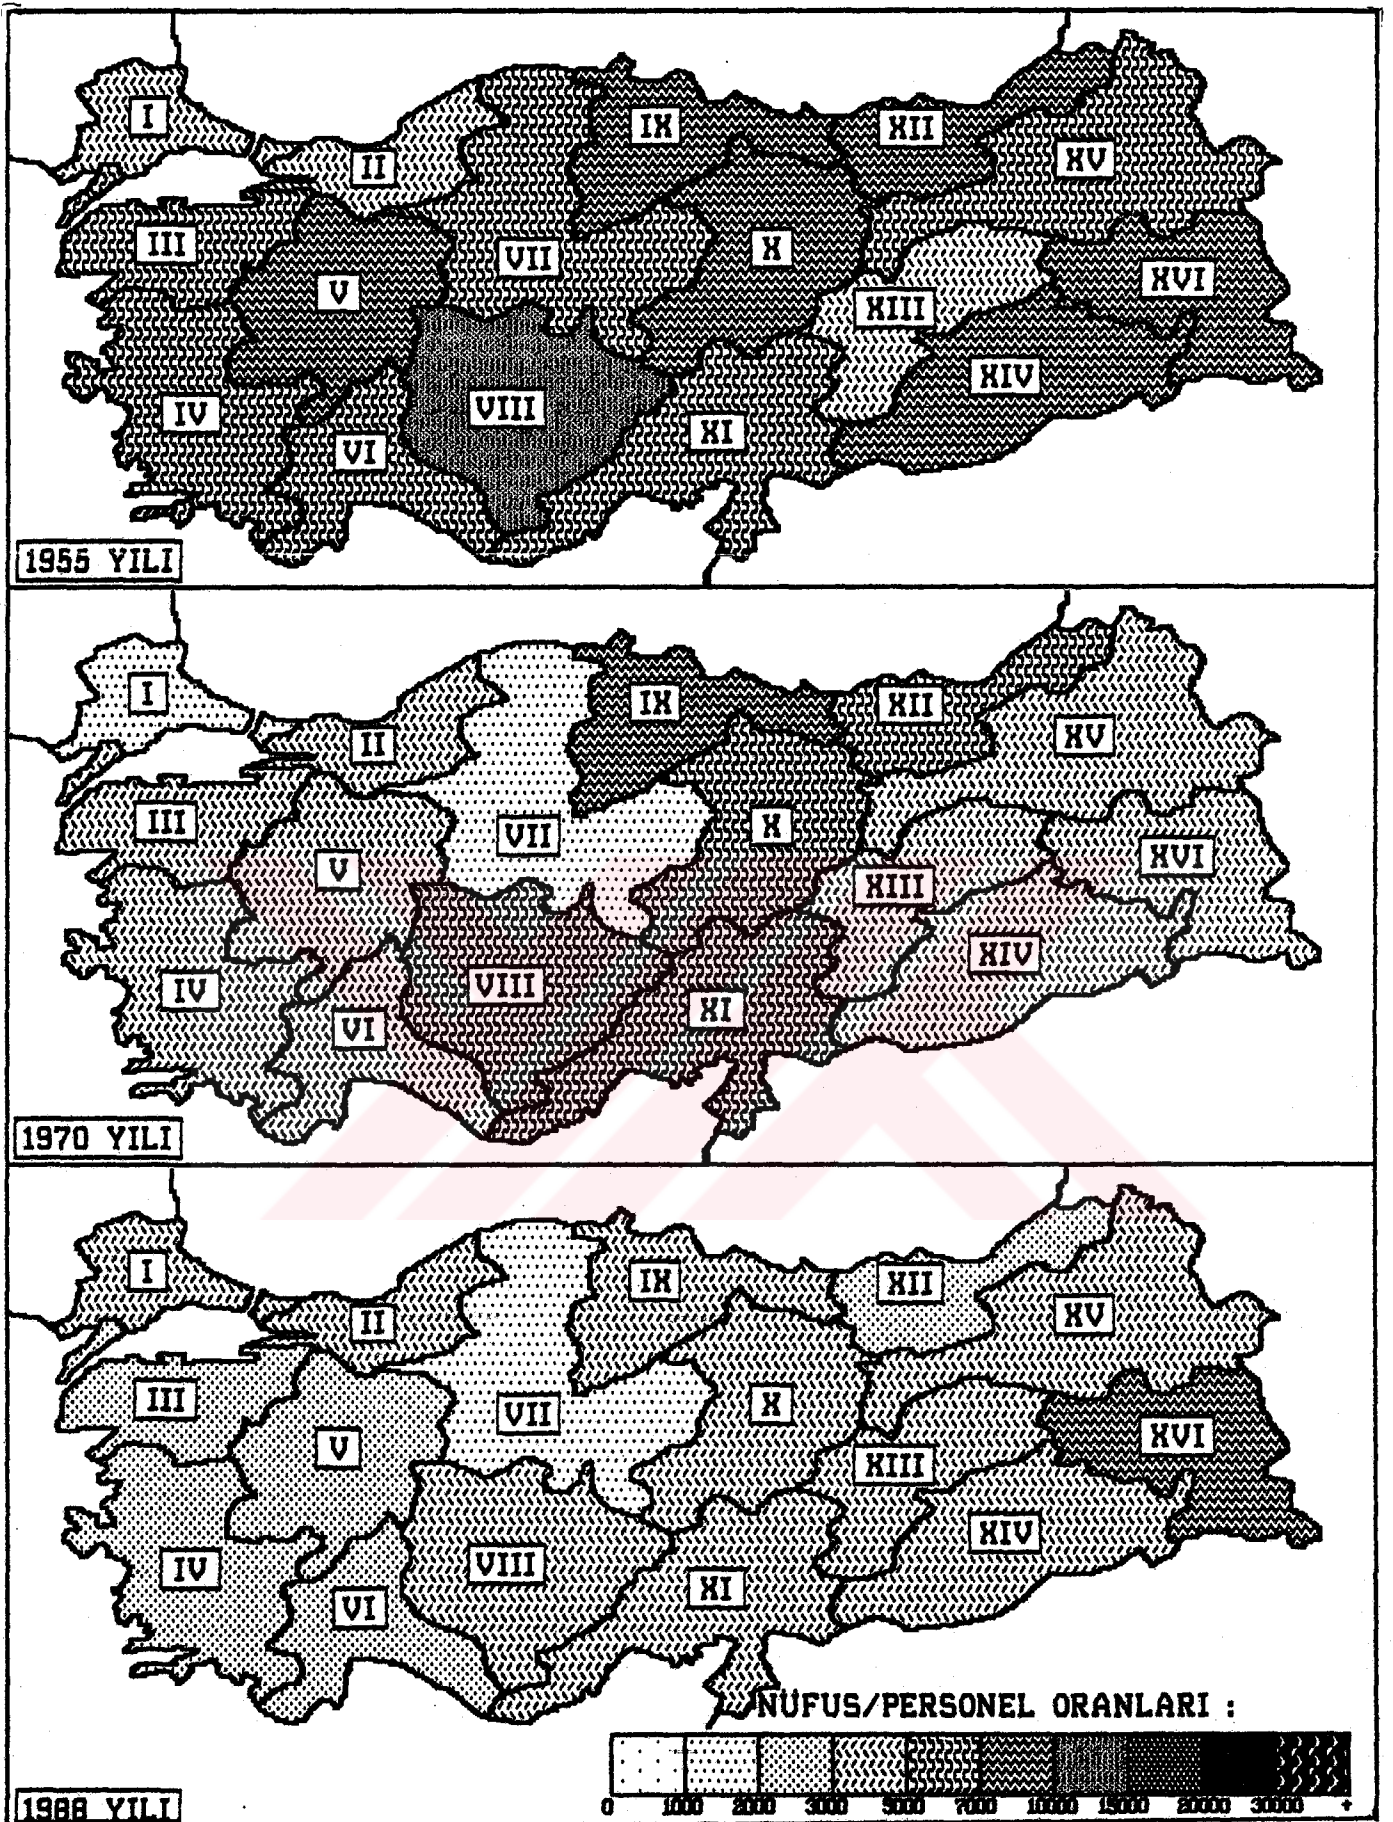 I
II
III
IV
V
VI
VII
VIII
IX
X
XI
XII
XIII
XIV
XV
XVI
1955 YILI
I
II
III
IV
V
VI
VII
VIII
IX
X
XI
XII
XIII
XIV
XV
XVI
1970 YILI
I
II
III
IV
V
VI
VII
VIII
IX
X
XI
XII
XIII
XIV
XV
XVI
NÜFUS/PERSONEL ORANLARI :
0 1000 2000 3000 5000 7000 10000 15000 20000 30000 +
1988 YILI